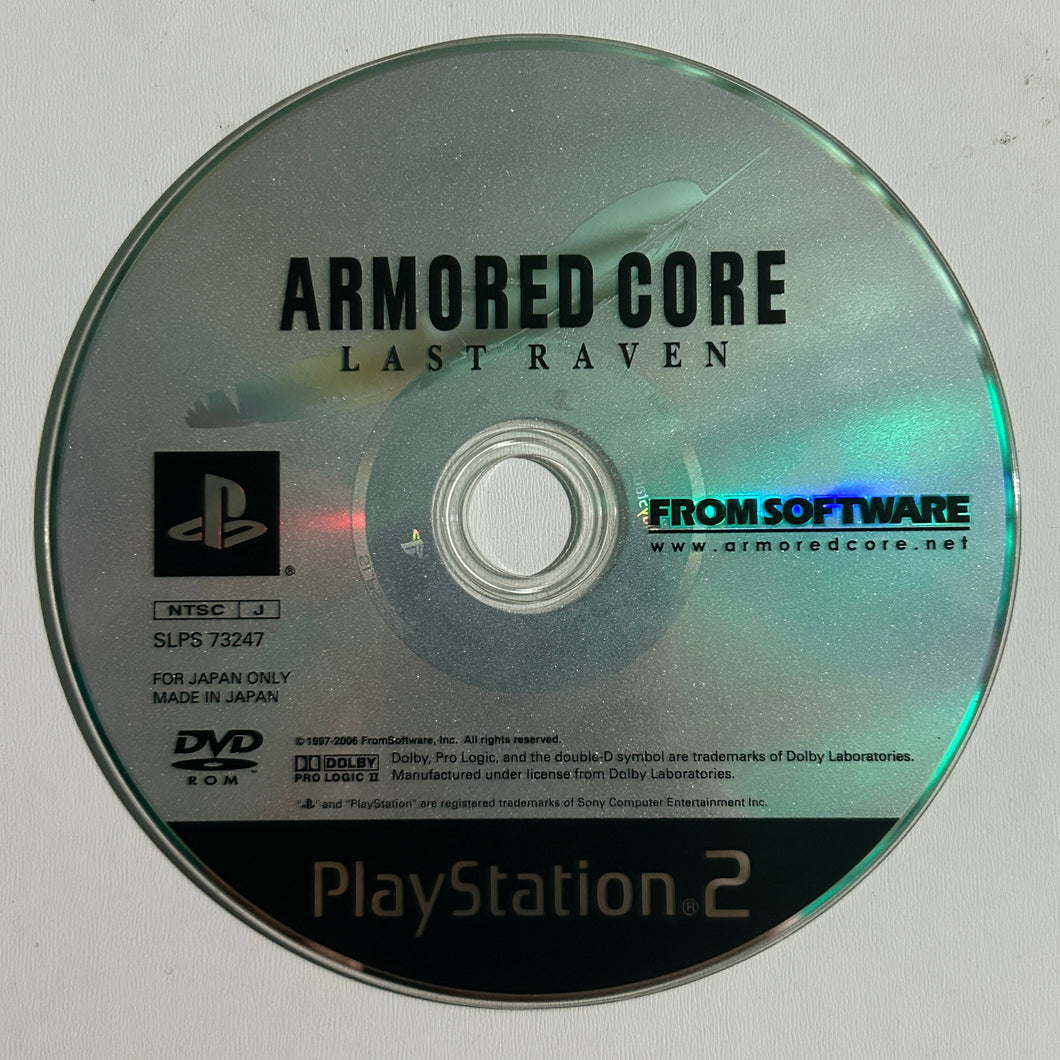 ARMORED CORE
LAST RAVEN
FROMSOFTWARE
www.armoredcore.net
NTSC J
SLPS 73247
FOR JAPAN ONLY
MADE IN JAPAN
DVD
ROM
©1997-2006 FromSoftware, Inc. All rights reserved.
DOLBY
PRO LOGIC II
Dolby, Pro Logic, and the double-D symbol are trademarks of Dolby Laboratories.
Manufactured under license from Dolby Laboratories.
" " and "PlayStation" are registered trademarks of Sony Computer Entertainment Inc.
PlayStation®2